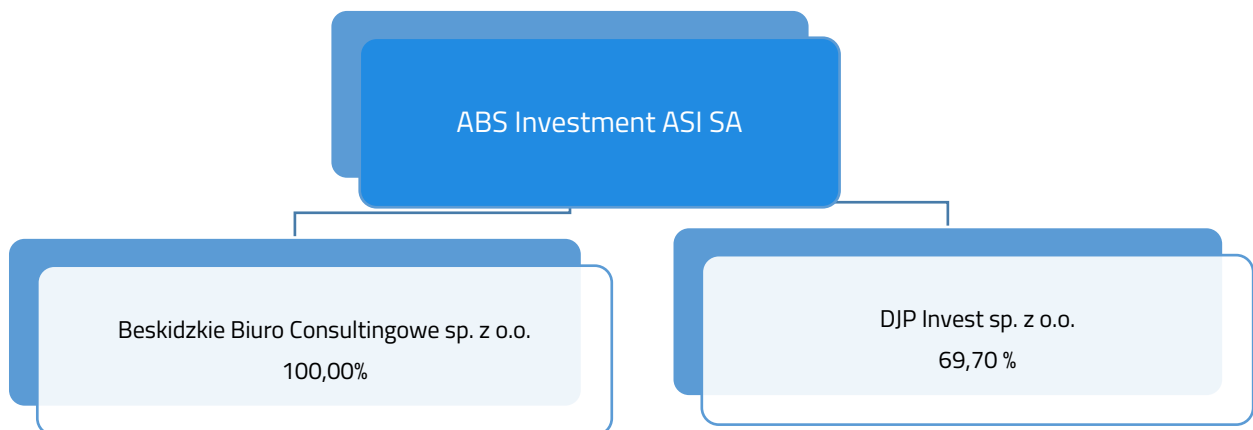 ABS Investment ASI SA
Beskidzkie Biuro Consultingowe sp. z o.o.
100,00%
DJP Invest sp. z o.o.
69,70 %